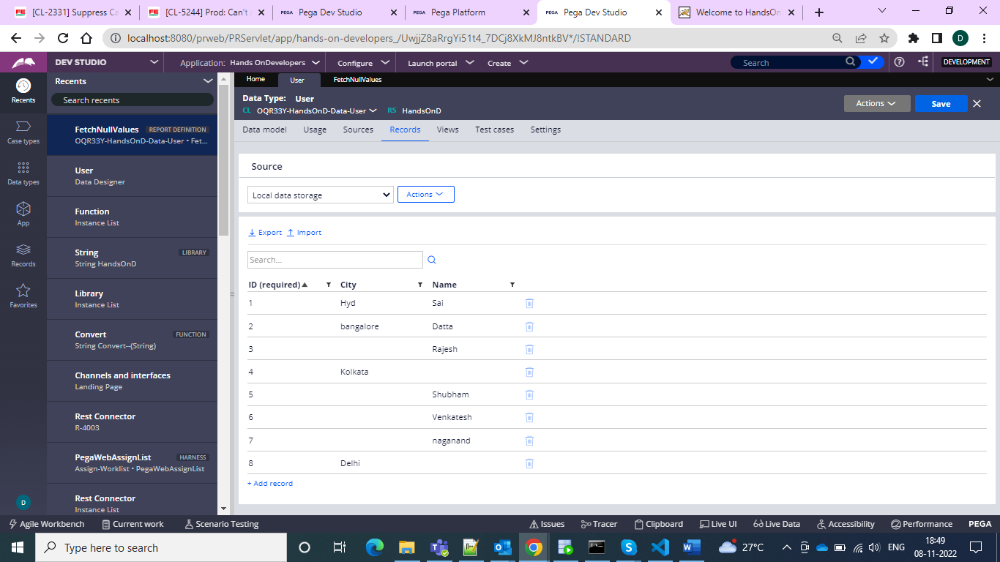 [CL-2331] Suppress Ca
[CL-5244] Prod: Can't
Pega Dev Studio
Pega Platform
Pega Dev Studio
Welcome to HandsOn
localhost:8080/prweb/PRServlet/app/hands-on-developers_/UwjjZ8aRrgYi51t4_7DCj8XkMJ8ntkBV*/!STANDARD
D
DEV STUDIO
Application: Hands OnDevelopers
Configure
Launch portal
Create
Search
DEVELOPMENT
Recents
Case types
Data types
App
Records
Favorites
D
Recents
Search recents
FetchNullValues REPORT DEFINITION
OQR33Y-HandsOnD-Data-User • Fet...
User
Data Designer
Function
Instance List
String LIBRARY
String HandsOnD
Library
Instance List
Convert FUNCTION
String Convert--(String)
Channels and interfaces
Landing Page
Rest Connector
R-4003
PegaWebAssignList HARNESS
Assign-Worklist • PegaWebAssignList
Rest Connector
Instance List
Home User FetchNullValues
Data Type: User
CL OQR33Y-HandsOnD-Data-User RS HandsOnD
Actions Save
Data model Usage Sources Records Views Test cases Settings
Source
Local data storage Actions
Export Import
Search...
ID (required) City Name
1 Hyd Sai
2 bangalore Datta
3 Rajesh
4 Kolkata
5 Shubham
6 Venkatesh
7 naganand
8 Delhi
+ Add record
Agile Workbench Current work Scenario Testing Issues Tracer Clipboard Live UI Live Data Accessibility Performance PEGA
Type here to search
27°C
ENG
18:49
08-11-2022